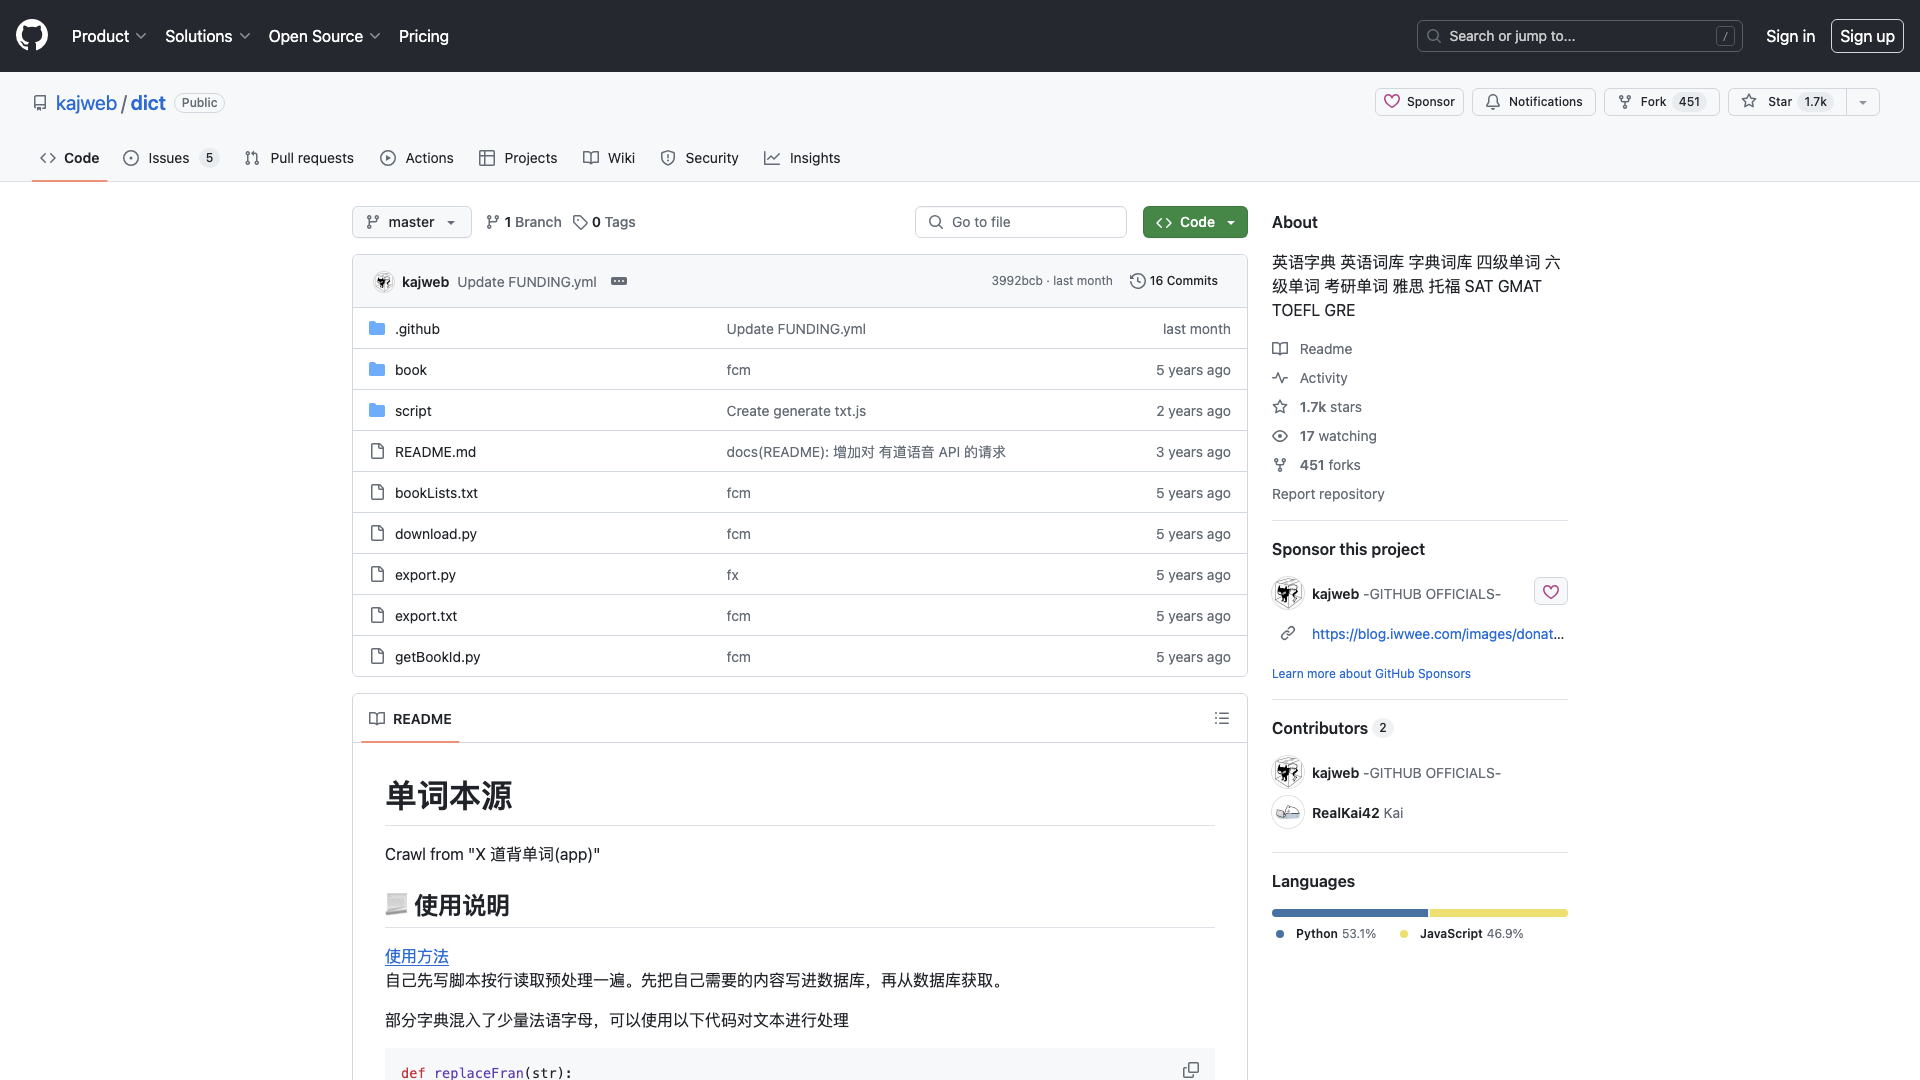 Product
Solutions
Open Source
Pricing
Search or jump to...
/
Sign in
Sign up
kajweb / dict
Public
Sponsor
Notifications
Fork 451
Star 1.7k
Code
Issues 5
Pull requests
Actions
Projects
Wiki
Security
Insights
master
1 Branch
0 Tags
Go to file
Code
kajweb Update FUNDING.yml
3992bcb · last month
16 Commits
.github Update FUNDING.yml last month
book fcm 5 years ago
script Create generate txt.js 2 years ago
README.md docs(README): 增加对 有道语音 API 的请求 3 years ago
bookLists.txt fcm 5 years ago
download.py fcm 5 years ago
export.py fx 5 years ago
export.txt fcm 5 years ago
getBookId.py fcm 5 years ago
README
单词本源
Crawl from "X 道背单词(app)"
使用说明
使用方法
自己先写脚本按行读取预处理一遍。先把自己需要的内容写进数据库，再从数据库获取。
部分字典混入了少量法语字母，可以使用以下代码对文本进行处理
def replaceFran(str):
About
英语字典 英语词库 字典词库 四级单词 六
级单词 考研单词 雅思 托福 SAT GMAT
TOEFL GRE
Readme
Activity
1.7k stars
17 watching
451 forks
Report repository
Sponsor this project
kajweb -GITHUB OFFICIALS-
https://blog.iwwee.com/images/donat...
Learn more about GitHub Sponsors
Contributors 2
kajweb -GITHUB OFFICIALS-
RealKai42 Kai
Languages
Python 53.1%
JavaScript 46.9%